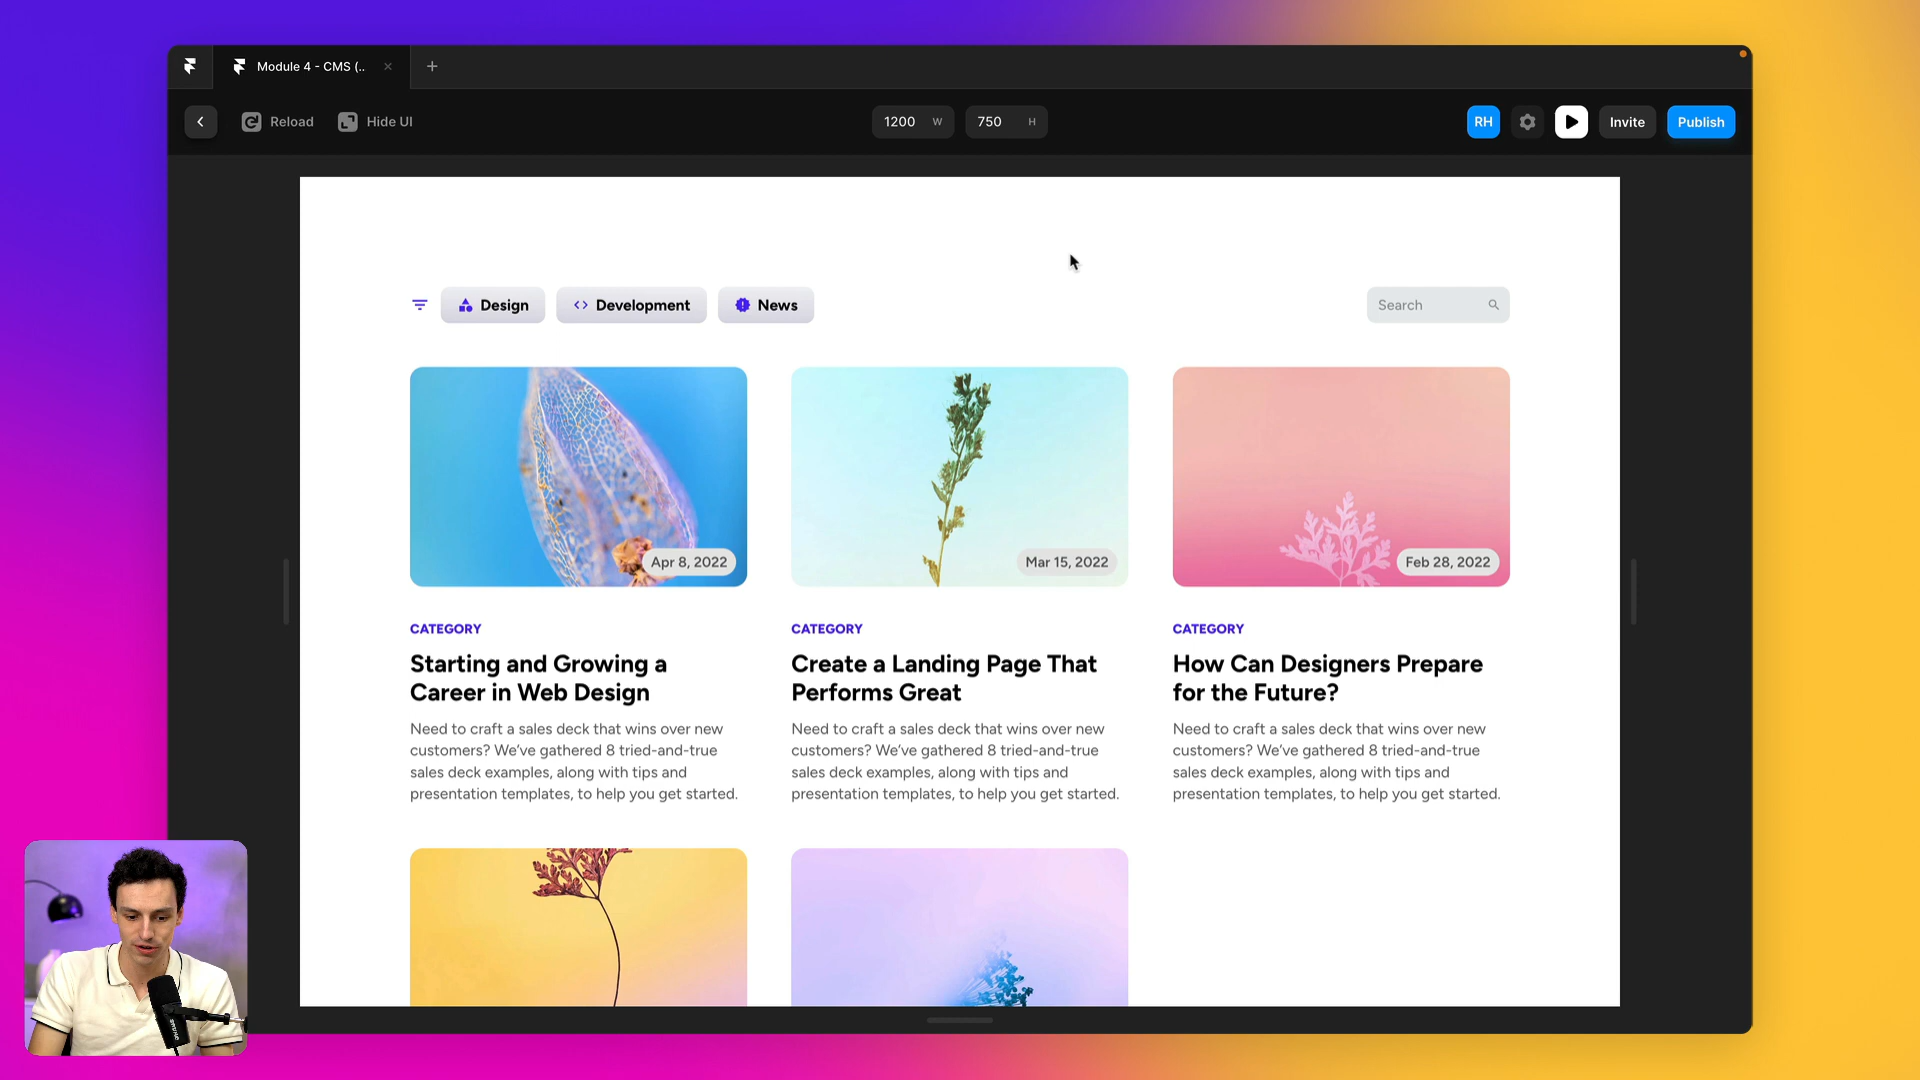 Module 4 - CMS (..
Reload
Hide UI
1200 W
750 H
RH
Invite
Publish
Design
Development
News
Search
Apr 8, 2022
Mar 15, 2022
Feb 28, 2022
CATEGORY
Starting and Growing a
Career in Web Design
Need to craft a sales deck that wins over new
customers? We’ve gathered 8 tried-and-true
sales deck examples, along with tips and
presentation templates, to help you get started.
CATEGORY
Create a Landing Page That
Performs Great
Need to craft a sales deck that wins over new
customers? We’ve gathered 8 tried-and-true
sales deck examples, along with tips and
presentation templates, to help you get started.
CATEGORY
How Can Designers Prepare
for the Future?
Need to craft a sales deck that wins over new
customers? We’ve gathered 8 tried-and-true
sales deck examples, along with tips and
presentation templates, to help you get started.